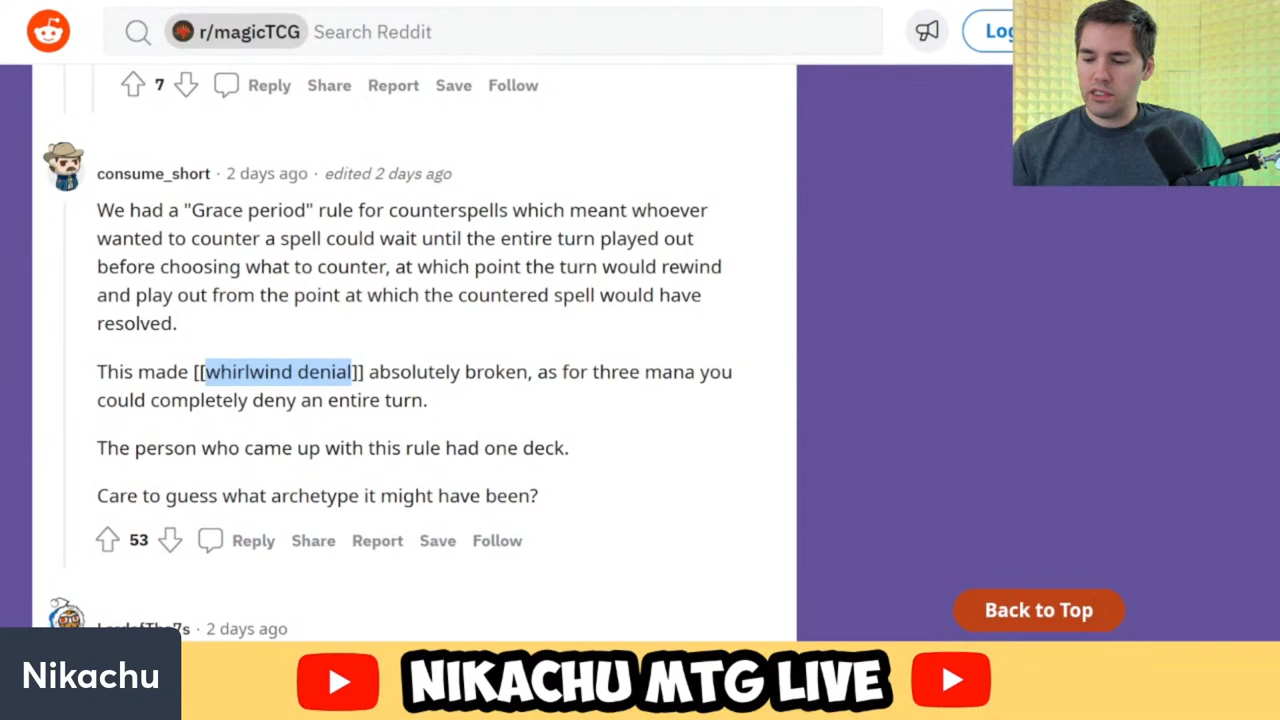 r/magicTCG Search Reddit
7 Reply Share Report Save Follow
consume_short · 2 days ago · edited 2 days ago
We had a "Grace period" rule for counterspells which meant whoever
wanted to counter a spell could wait until the entire turn played out
before choosing what to counter, at which point the turn would rewind
and play out from the point at which the countered spell would have
resolved.
This made [[whirlwind denial]] absolutely broken, as for three mana you
could completely deny an entire turn.
The person who came up with this rule had one deck.
Care to guess what archetype it might have been?
53 Reply Share Report Save Follow
· 2 days ago
Back to Top
Nikachu
NIKACHU MTG LIVE